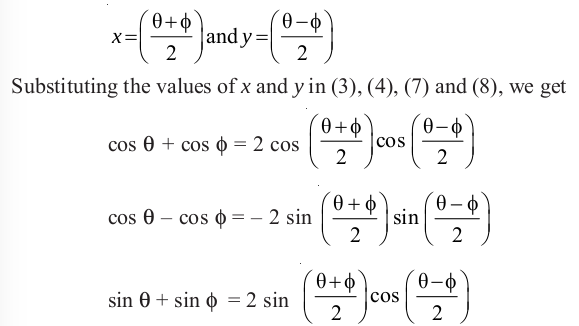 x=(θ+ϕ/2) and y=(θ−ϕ/2)
Substituting the values of x and y in (3), (4), (7) and (8), we get
cos θ + cos ϕ = 2 cos (θ+ϕ/2) cos (θ−ϕ/2)
cos θ – cos ϕ = – 2 sin (θ + ϕ/2) sin (θ – ϕ/2)
sin θ + sin ϕ = 2 sin (θ+ϕ/2) cos (θ−ϕ/2)